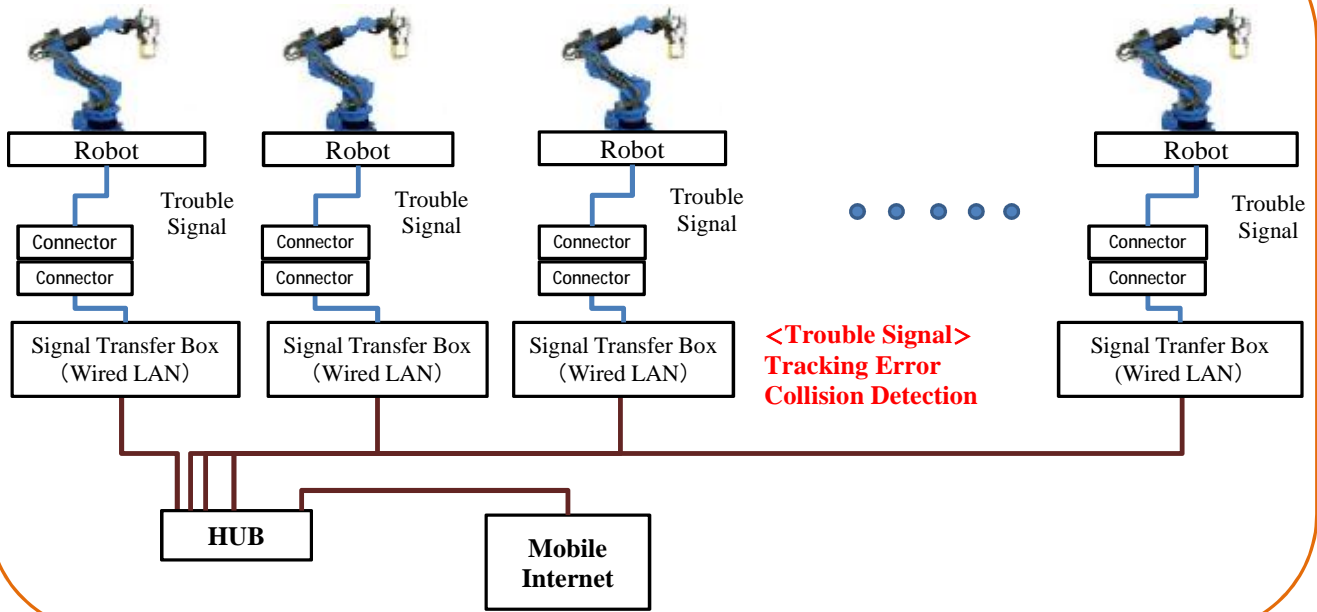 Robot
Robot
Robot
Robot
Trouble
Signal
Trouble
Signal
Trouble
Signal
Trouble
Signal
Connector
Connector
Connector
Connector
Connector
Connector
Connector
Connector
Signal Transfer Box
（Wired LAN）
Signal Transfer Box
（Wired LAN）
Signal Transfer Box
（Wired LAN）
<Trouble Signal>
Tracking Error
Collision Detection
Signal Tranfer Box
(Wired LAN）
HUB
Mobile
Internet